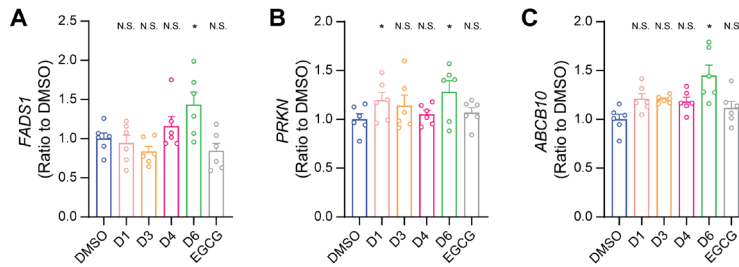 A
N.S. N.S. N.S. * N.S.
FADS1
(Ratio to DMSO)
2.5
2.0
1.5
1.0
0.5
0.0
DMSO D1 D3 D4 D6 EGCG
B
* N.S. N.S. * N.S.
PRKN
(Ratio to DMSO)
2.0
1.5
1.0
0.5
0.0
DMSO D1 D3 D4 D6 EGCG
C
N.S. N.S. N.S. * N.S
ABCB10
(Ratio to DMSO)
2.0
1.5
1.0
0.5
0.0
DMSO D1 D3 D4 D6 EGCG